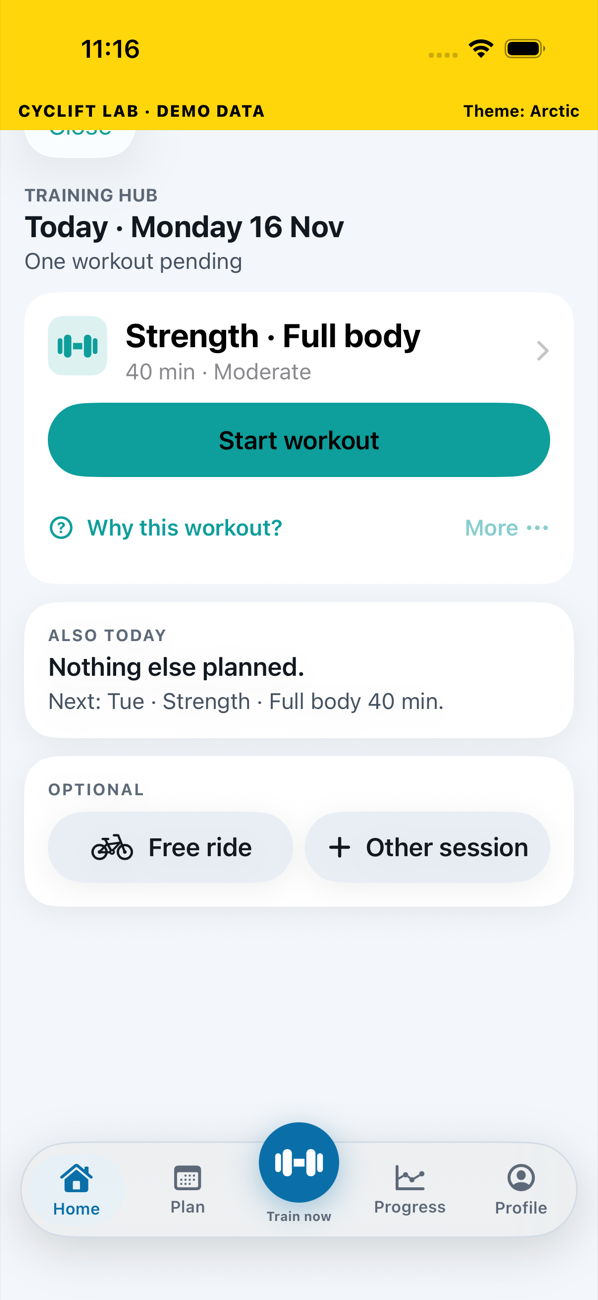 11:16
CYCLIFT LAB · DEMO DATA
Theme: Arctic
Close
TRAINING HUB
Today · Monday 16 Nov
One workout pending
Strength · Full body
40 min · Moderate
Start workout
Why this workout?
More ···
ALSO TODAY
Nothing else planned.
Next: Tue · Strength · Full body 40 min.
OPTIONAL
Free ride
+ Other session
Home
Plan
Train now
Progress
Profile